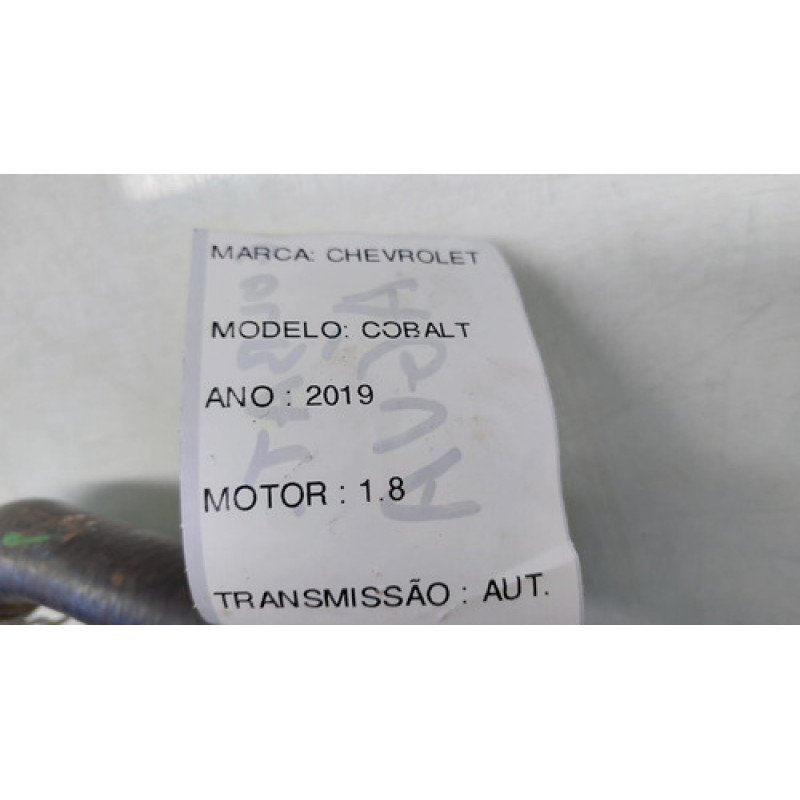 MARCA: CHEVROLET
MODELO: COBALT
ANO : 2019
MOTOR : 1.8
TRANSMISSÃO : AUT.